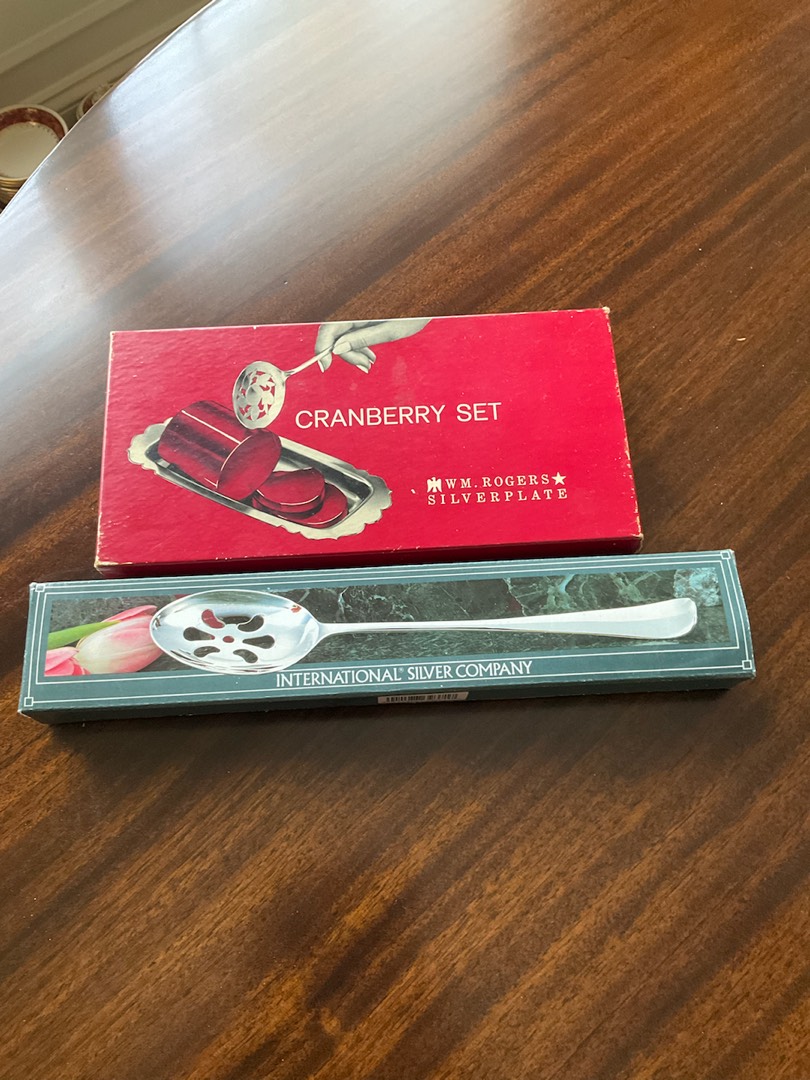 CRANBERRY SET
WM. ROGERS★
SILVERPLATE
INTERNATIONAL® SILVER COMPANY